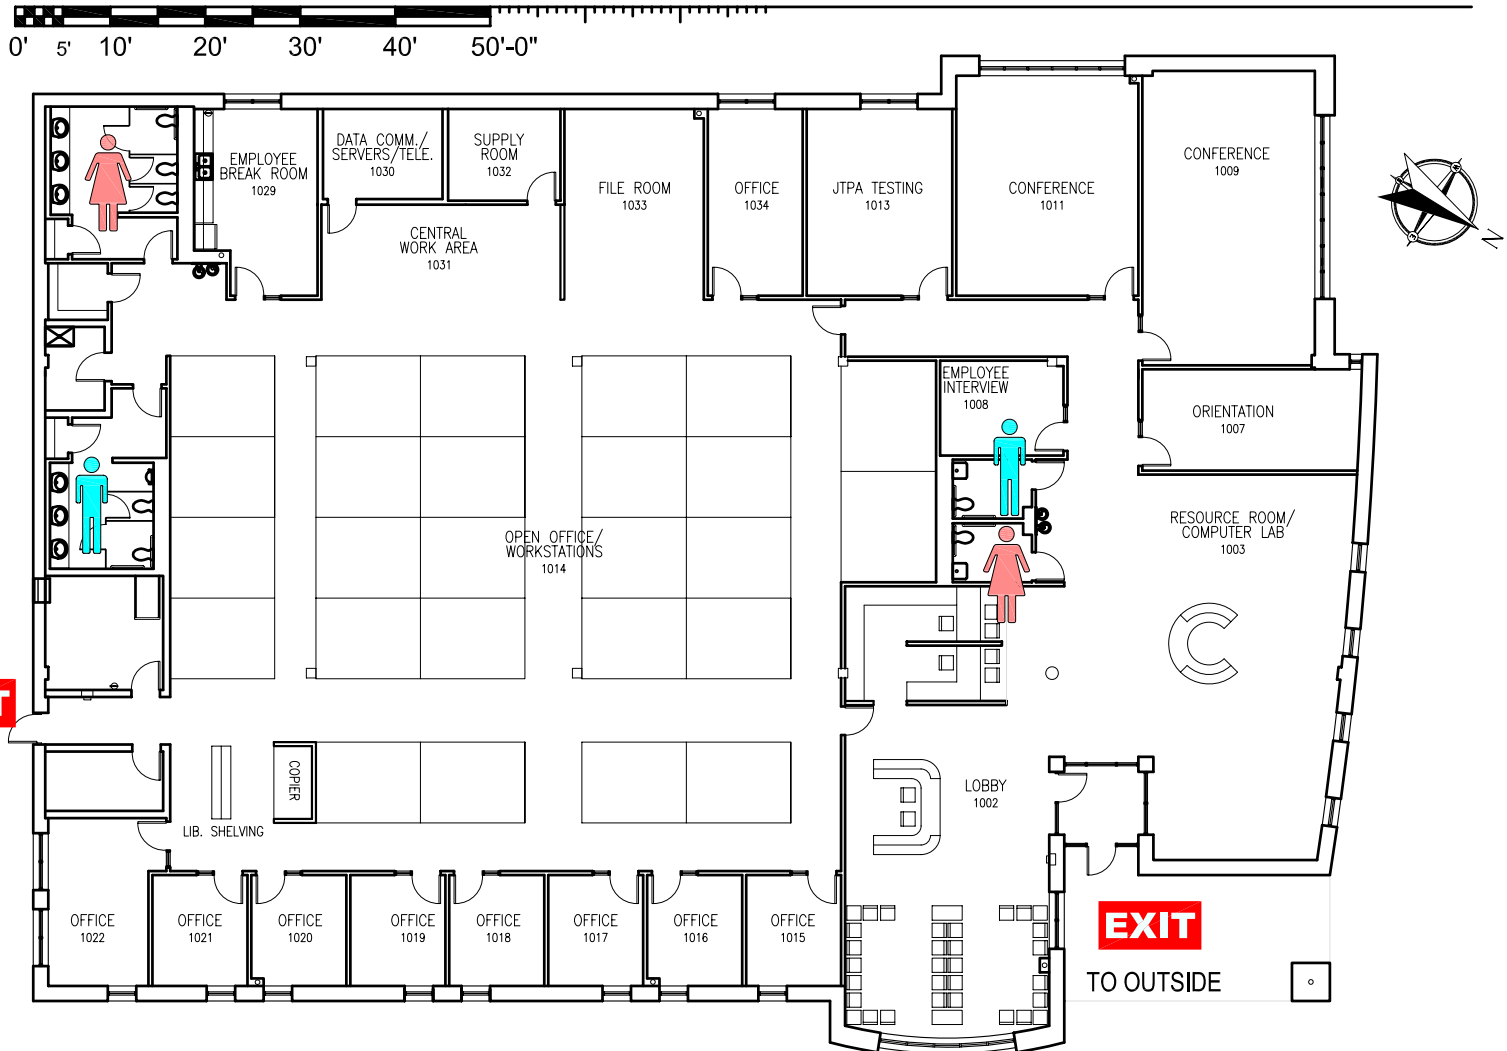 0' 5' 10' 20' 30' 40' 50'-0"
EMPLOYEE
BREAK ROOM
1029
DATA COMM./
SERVERS/TELE.
1030
SUPPLY
ROOM
1032
FILE ROOM
1033
OFFICE
1034
JTPA TESTING
1013
CONFERENCE
1011
CONFERENCE
1009
N
CENTRAL
WORK AREA
1031
EMPLOYEE
INTERVIEW
1008
ORIENTATION
1007
OPEN OFFICE/
WORKSTATIONS
1014
RESOURCE ROOM/
COMPUTER LAB
1003
T
COPIER
LIB. SHELVING
LOBBY
1002
OFFICE
1022
OFFICE
1021
OFFICE
1020
OFFICE
1019
OFFICE
1018
OFFICE
1017
OFFICE
1016
OFFICE
1015
EXIT
TO OUTSIDE